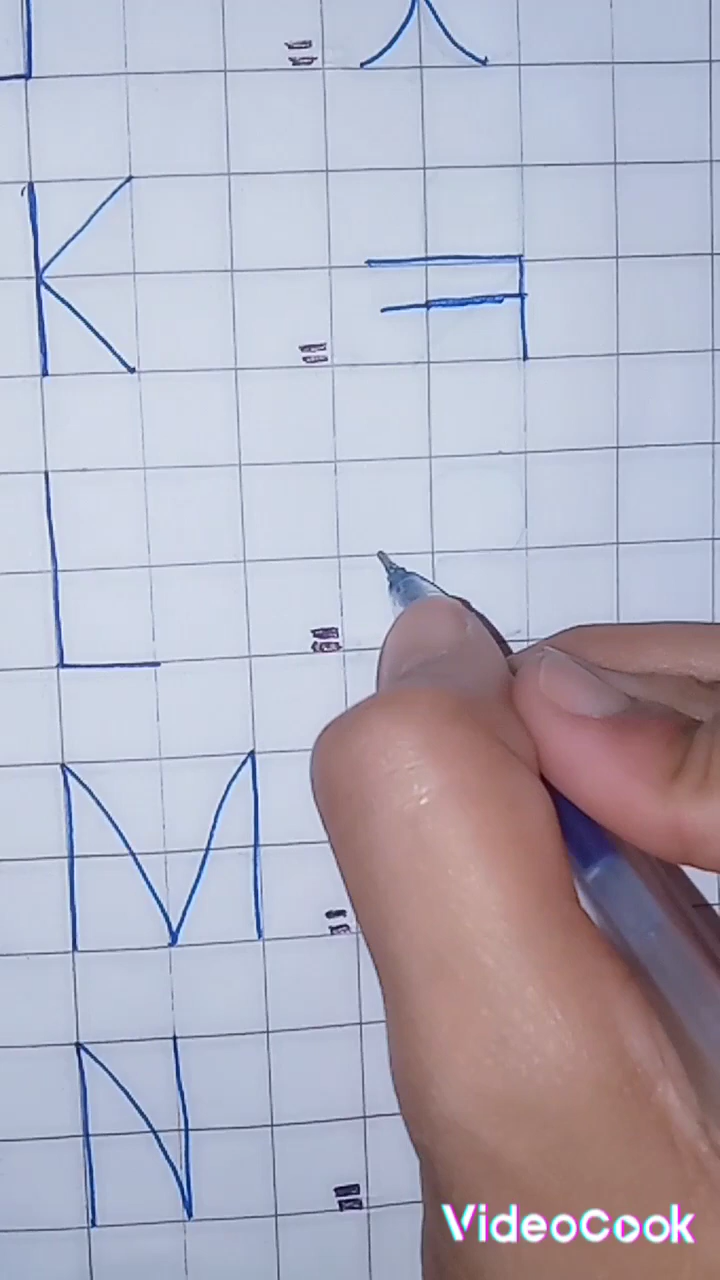 K = ㅋ
L =
M =
N =
VideoCook